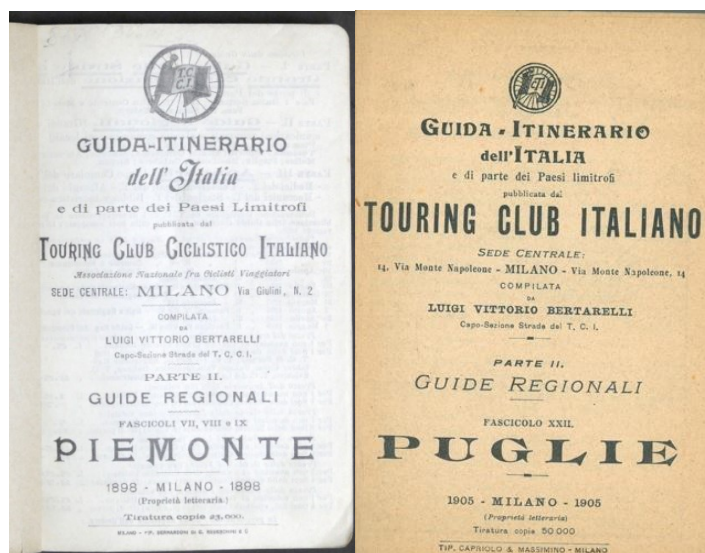 T.C.
C.I.
GUIDA-ITINERARIO
dell'Italia
e di parte dei Paesi Limitrofi
pubblicata dal
TOURING CLUB CICLISTICO ITALIANO
Associazione Nazionale fra Ciclisti Viaggiatori
SEDE CENTRALE: MILANO Via Giulini, N. 2
COMPILATA
DA
LUIGI VITTORIO BERTARELLI
Capo-Sezione Strade del T. C. C. I.
PARTE II.
GUIDE REGIONALI
FASCICOLI VII, VIII e IX
PIEMONTE
1898 - MILANO - 1898
(Proprietà letteraria)
Tiratura copie 25,000.
MILANO - TIP.
GUIDA-ITINERARIO
dell'ITALIA
e di parte dei Paesi limitrofi
pubblicata dal
TOURING CLUB ITALIANO
SEDE CENTRALE:
14, Via Monte Napoleone - MILANO - Via Monte Napoleone, 14
COMPILATA
DA
LUIGI VITTORIO BERTARELLI
Capo-Sezione Strade del T. C. I.
PARTE II.
GUIDE REGIONALI
FASCICOLO XXII.
PUGLIE
1905 - MILANO - 1905
(Proprietà letteraria)
Tiratura copie 50 000
TIP. CAPRIOLO & MASSIMINO - MILANO